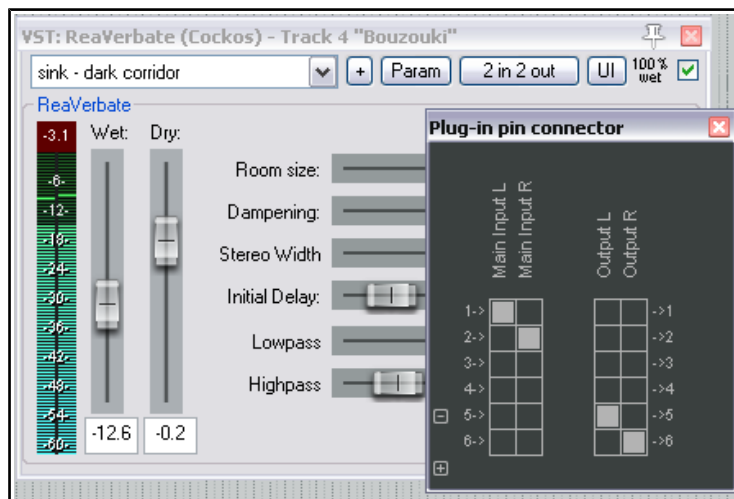 VST: ReaVerbate (Cockos) - Track 4 "Bouzouki"
sink - dark corridor
+
Param
2 in 2 out
UI
100 %
wet
ReaVerbate
-3.1
Wet:
Dry:
-6-
-12-
-18-
-24-
-30-
-36-
-42-
-48-
-54-
-60-
-12.6
-0.2
Room size:
Dampening:
Stereo Width
Initial Delay:
Lowpass
Highpass
Plug-in pin connector
Main Input L
Main Input R
Output L
Output R
1-> ->1
2-> ->2
3-> ->3
4-> ->4
5-> ->5
6-> ->6